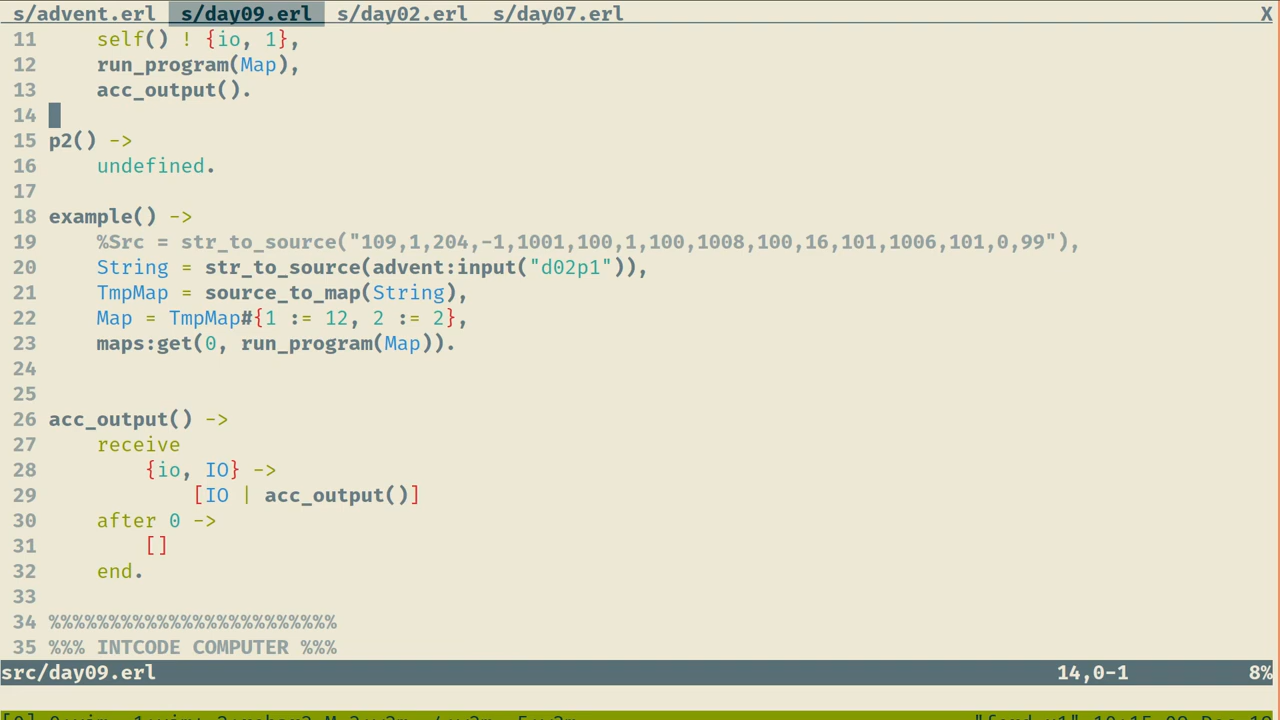 s/advent.erl s/day09.erl s/day02.erl s/day07.erl X
11 self() ! {io, 1},
12 run_program(Map),
13 acc_output().
14
15 p2() ->
16 undefined.
17
18 example() ->
19 %Src = str_to_source("109,1,204,-1,1001,100,1,100,1008,100,16,101,1006,101,0,99"),
20 String = str_to_source(advent:input("d02p1")),
21 TmpMap = source_to_map(String),
22 Map = TmpMap#{1 := 12, 2 := 2},
23 maps:get(0, run_program(Map)).
24
25
26 acc_output() ->
27 receive
28 {io, IO} ->
29 [IO | acc_output()]
30 after 0 ->
31 []
32 end.
33
34 %%%%%%%%%%%%%%%%%%%%%%%%
35 %%% INTCODE COMPUTER %%%
src/day09.erl 14,0-1 8%